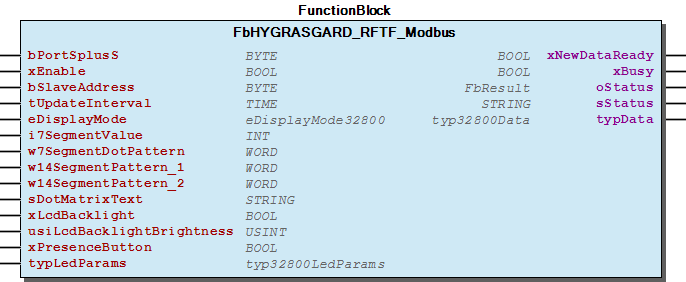 FunctionBlock
FbHYGRASGARD_RFTF_Modbus
bPortSplusS BYTE BOOL xNewDataReady
xEnable BOOL BOOL xBusy
bSlaveAddress BYTE FbResult oStatus
tUpdateInterval TIME STRING sStatus
eDisplayMode eDisplayMode32800 typ32800Data typData
i7SegmentValue INT
w7SegmentDotPattern WORD
w14SegmentPattern_1 WORD
w14SegmentPattern_2 WORD
sDotMatrixText STRING
xLcdBacklight BOOL
usiLcdBacklightBrightness USINT
xPresenceButton BOOL
typLedParams typ32800LedParams